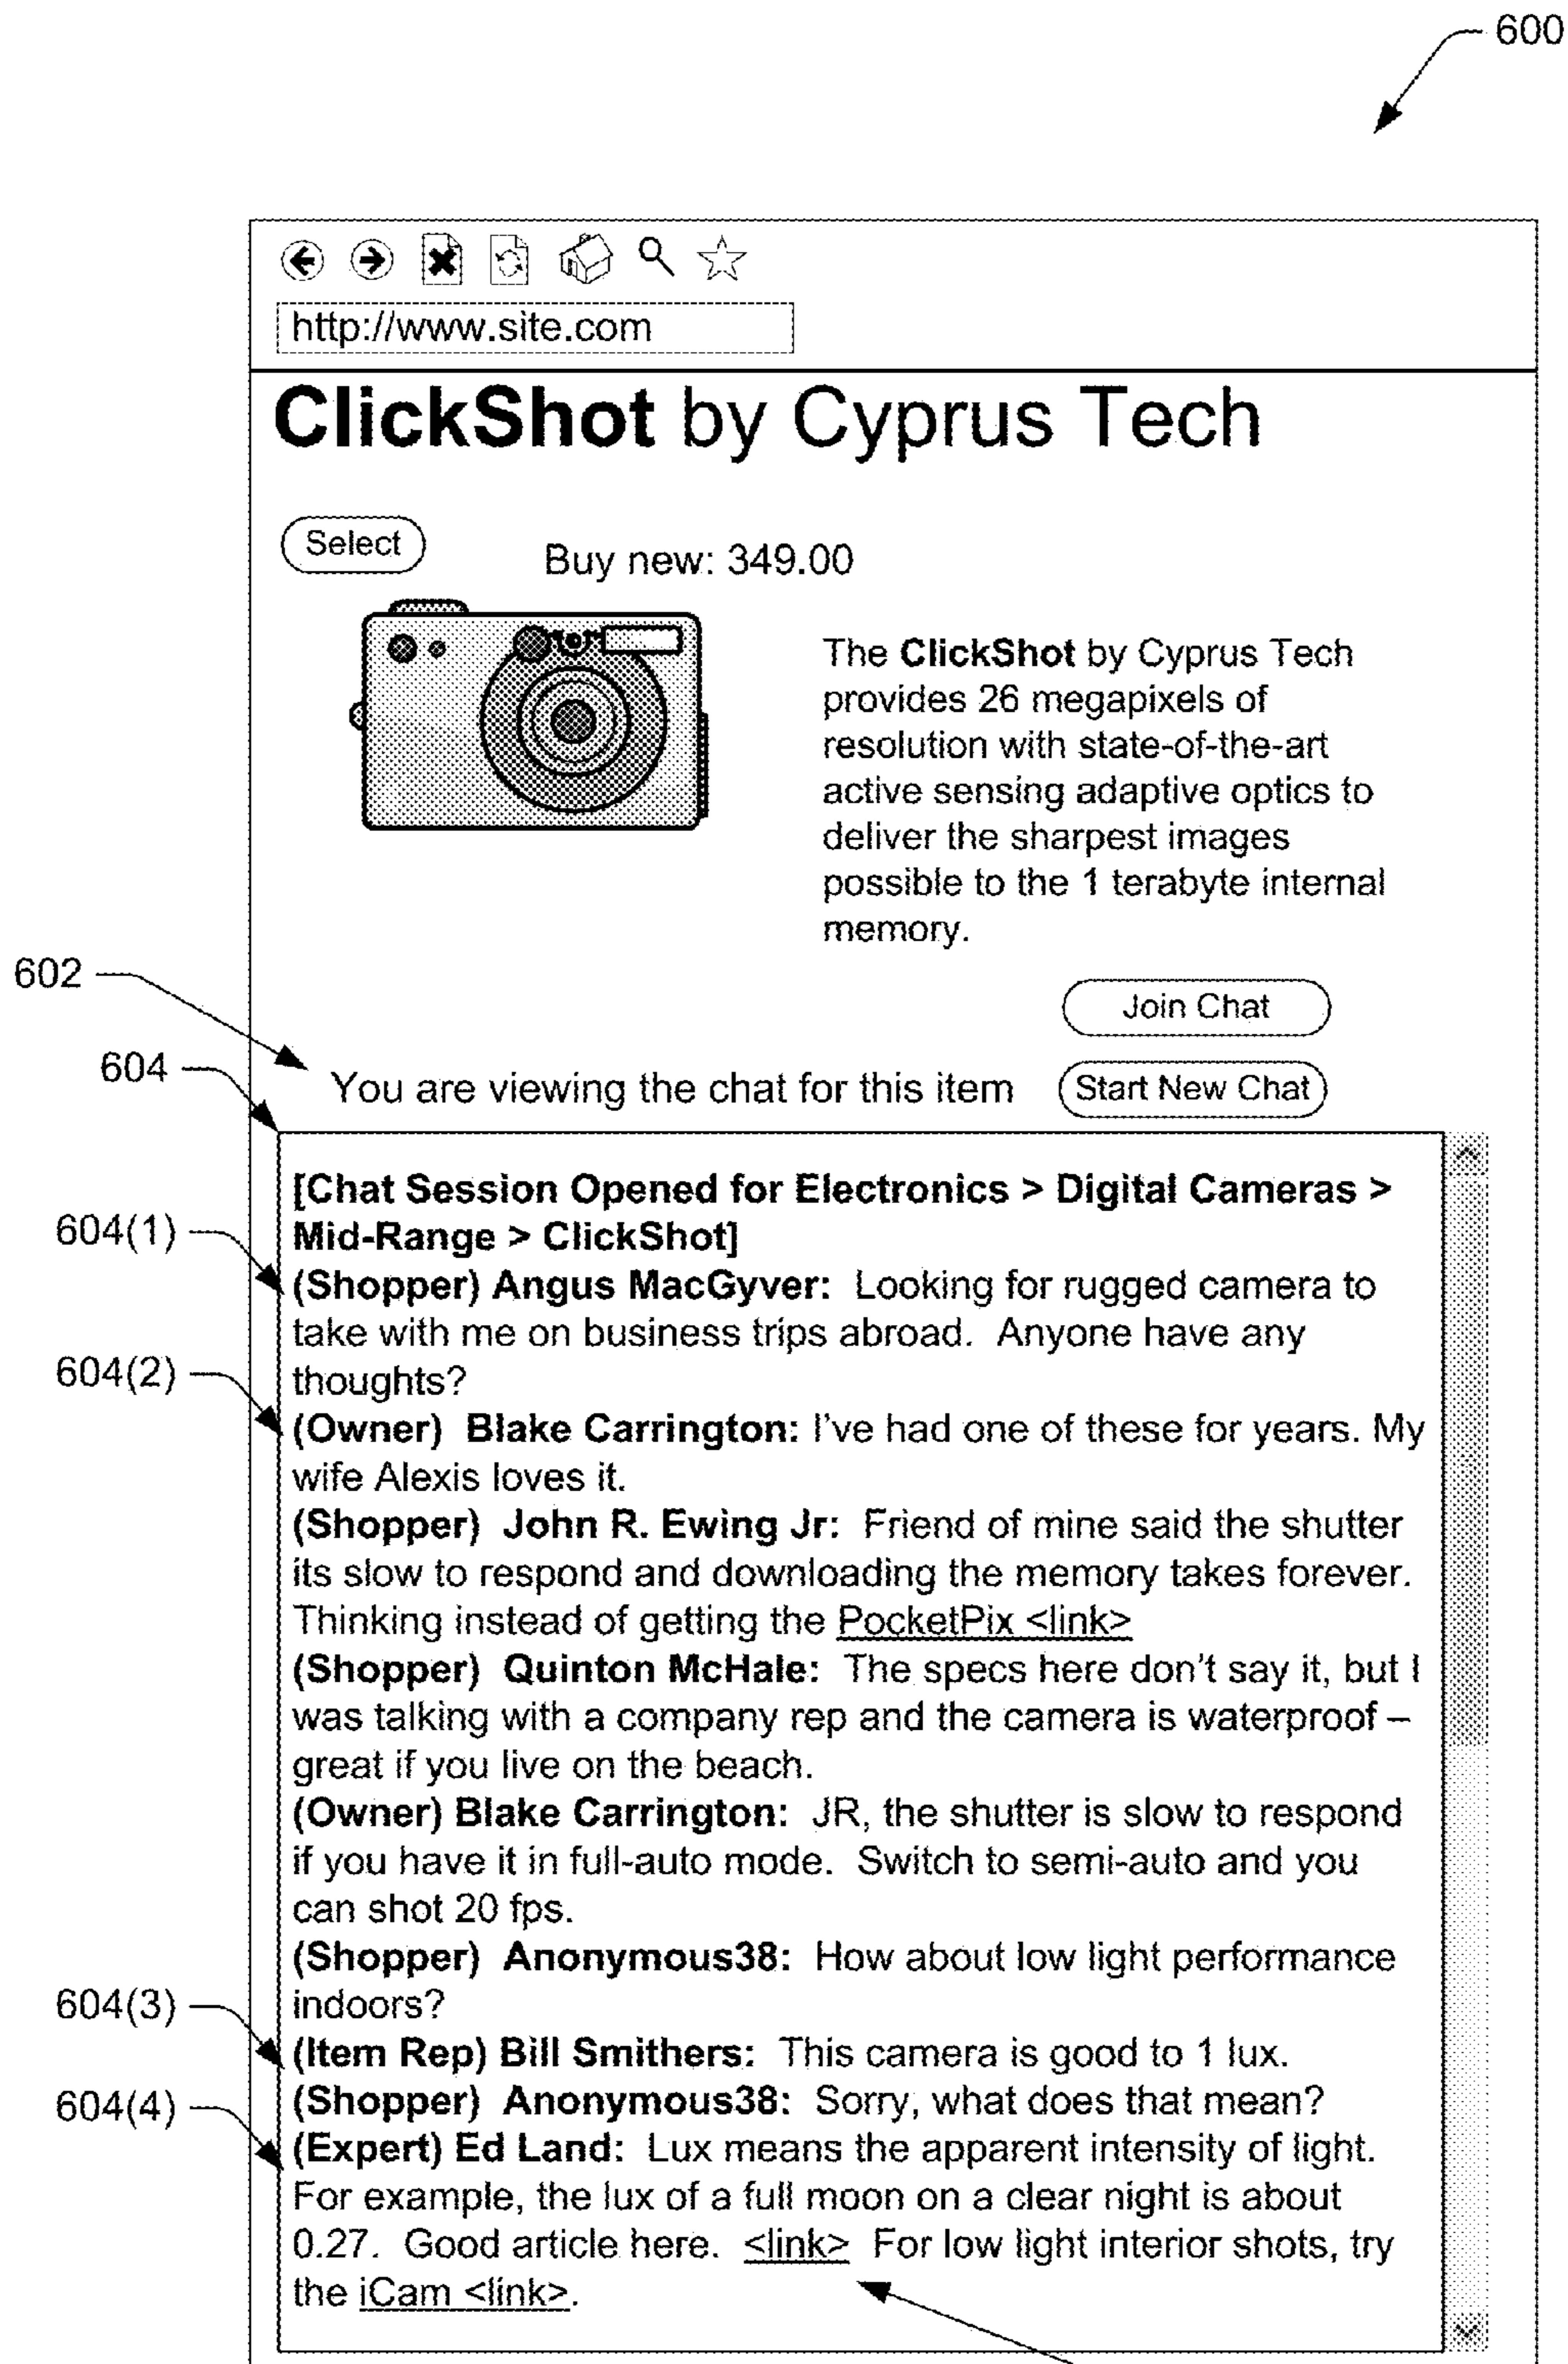 600
http://www.site.com
ClickShot by Cyprus Tech
Select
Buy new: 349.00
The ClickShot by Cyprus Tech
provides 26 megapixels of
resolution with state-of-the-art
active sensing adaptive optics to
deliver the sharpest images
possible to the 1 terabyte internal
memory.
602
Join Chat
604
You are viewing the chat for this item
Start New Chat
[Chat Session Opened for Electronics > Digital Cameras >
Mid-Range > ClickShot]
604(1)
(Shopper) Angus MacGyver: Looking for rugged camera to
take with me on business trips abroad. Anyone have any
thoughts?
604(2)
(Owner) Blake Carrington: I've had one of these for years. My
wife Alexis loves it.
(Shopper) John R. Ewing Jr: Friend of mine said the shutter
its slow to respond and downloading the memory takes forever.
Thinking instead of getting the PocketPix <link>
(Shopper) Quinton McHale: The specs here don't say it, but I
was talking with a company rep and the camera is waterproof –
great if you live on the beach.
(Owner) Blake Carrington: JR, the shutter is slow to respond
if you have it in full-auto mode. Switch to semi-auto and you
can shot 20 fps.
(Shopper) Anonymous38: How about low light performance
indoors?
604(3)
(Item Rep) Bill Smithers: This camera is good to 1 lux.
(Shopper) Anonymous38: Sorry, what does that mean?
604(4)
(Expert) Ed Land: Lux means the apparent intensity of light.
For example, the lux of a full moon on a clear night is about
0.27. Good article here. <link> For low light interior shots, try
the iCam <link>.